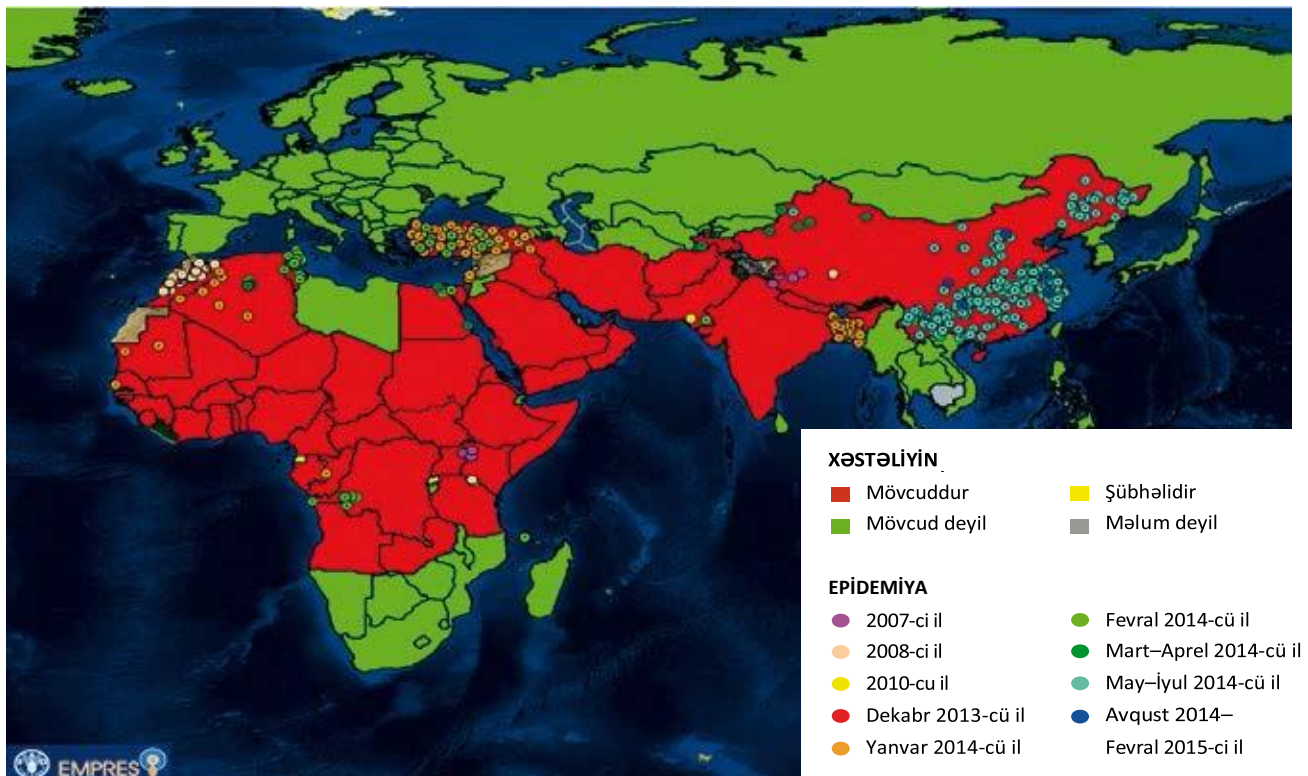 XƏSTƏLİYİN
Mövcuddur
Mövcud deyil
Şübhəlidir
Məlum deyil
EPİDEMİYA
2007-ci il
2008-ci il
2010-cu il
Dekabr 2013-cü il
Yanvar 2014-cü il
Fevral 2014-cü il
Mart–Aprel 2014-cü il
May–İyul 2014-cü il
Avqust 2014–
Fevral 2015-ci il
EMPRES